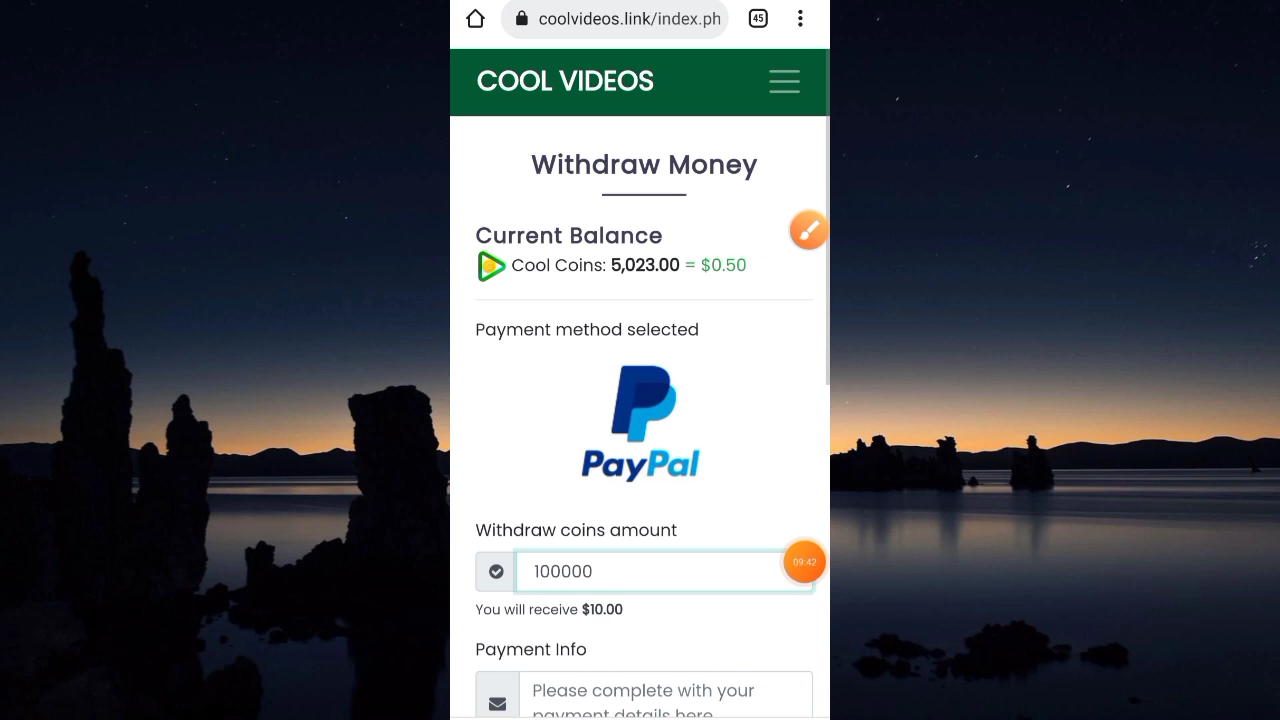 coolvideos.link/index.ph
45
COOL VIDEOS
Withdraw Money
Current Balance
Cool Coins: 5,023.00 = $0.50
Payment method selected
PayPal
Withdraw coins amount
100000
09:42
You will receive $10.00
Payment Info
Please complete with your
payment details here